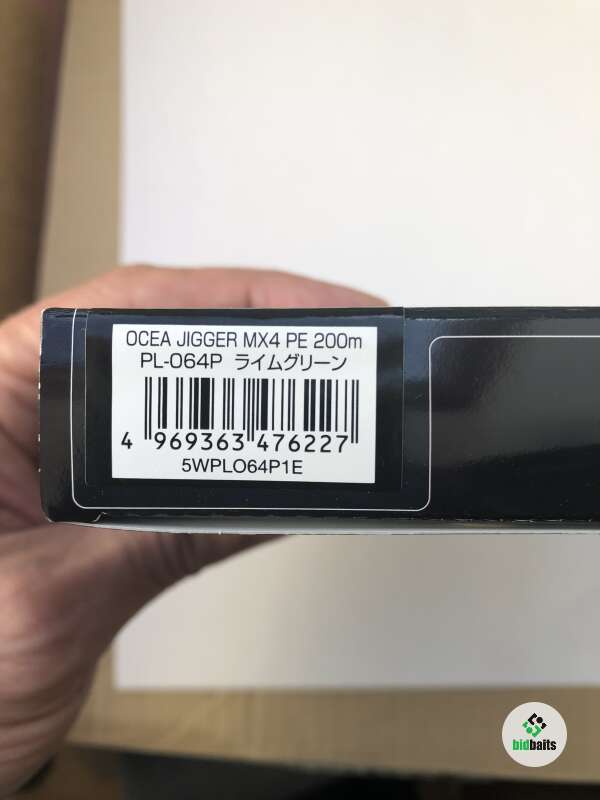 OCEA JIGGER MX4 PE 200m
PL-064P ライムグリーン
4 969363 476227
5WPLO64P1E
bidbaits